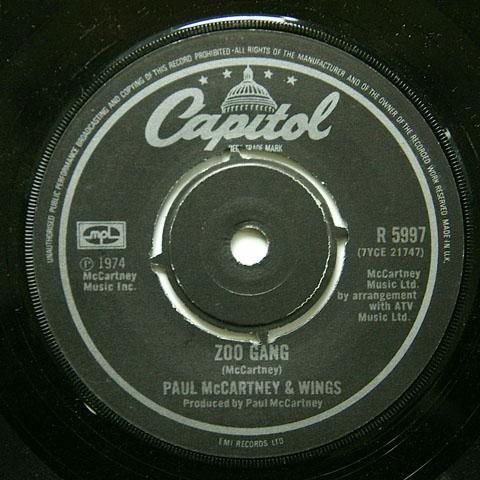 UNAUTHORISED PUBLIC PERFORMANCE BROADCASTING AND COPYING OF THIS RECORD PROHIBITED · ALL RIGHTS OF THE MANUFACTURER AND OF THE OWNER OF THE RECORDED WORK RESERVED. MADE IN U.K.
Capitol
REG. TRADE MARK
mpl
℗ 1974
McCartney
Music Inc.
R 5997
(7YCE 21747)
McCartney
Music Ltd.
by arrangement
with ATV
Music Ltd.
ZOO GANG
(McCartney)
PAUL McCARTNEY & WINGS
Produced by Paul McCartney
EMI RECORDS LTD